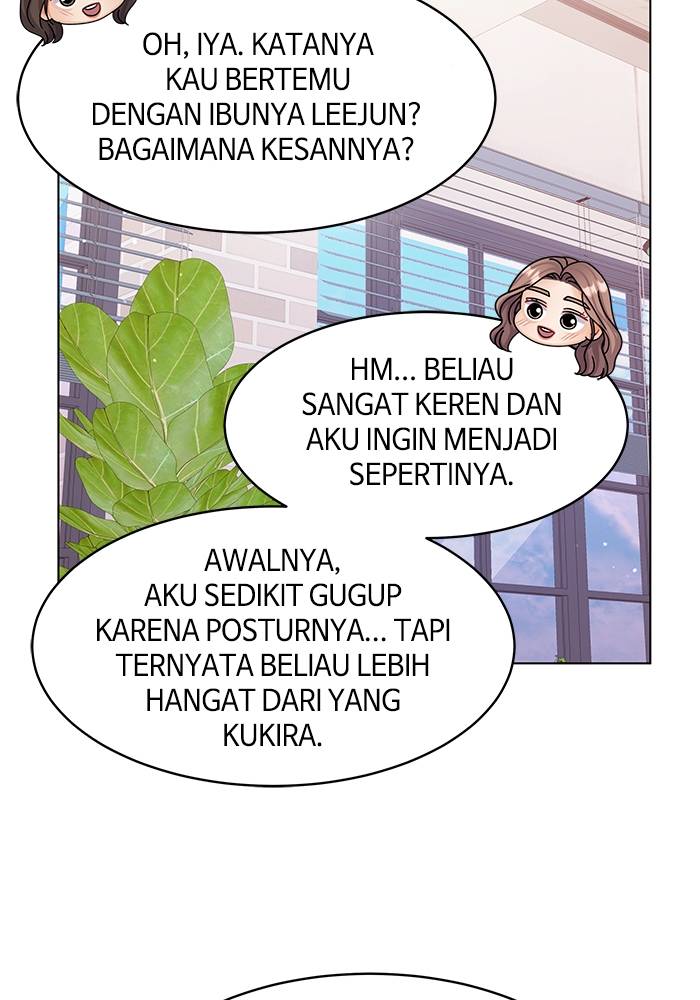 OH, IYA. KATANYA
KAU BERTEMU
DENGAN IBUNYA LEEJUN?
BAGAIMANA KESANNYA?
HM... BELIAU
SANGAT KEREN DAN
AKU INGIN MENJADI
SEPERTINYA.
AWALNYA,
AKU SEDIKIT GUGUP
KARENA POSTURNYA... TAPI
TERNYATA BELIAU LEBIH
HANGAT DARI YANG
KUKIRA.